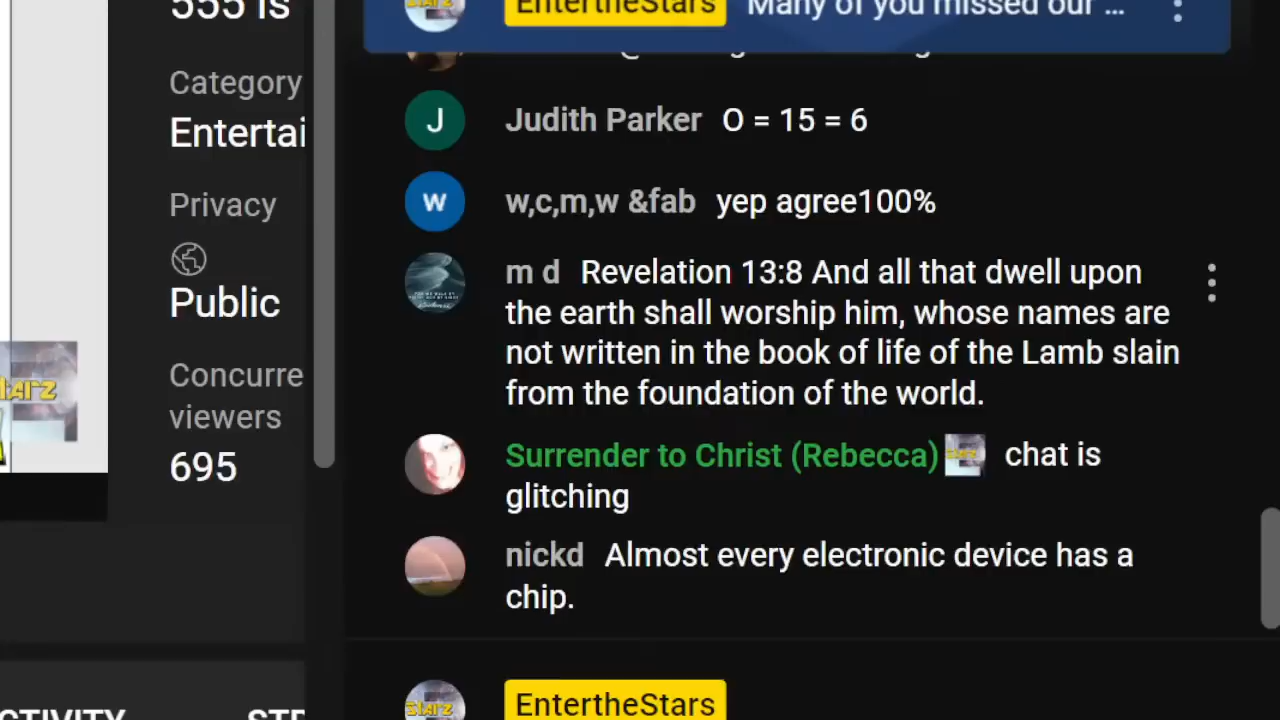 555 is
Category
Entertai
Privacy
Public
Concurre
viewers
695
CTIVITY
STR
EntertheStars Many of you missed our ...
J Judith Parker O = 15 = 6
w w,c,m,w &fab yep agree100%
m d Revelation 13:8 And all that dwell upon
the earth shall worship him, whose names are
not written in the book of life of the Lamb slain
from the foundation of the world.
Surrender to Christ (Rebecca) chat is
glitching
nickd Almost every electronic device has a
chip.
EntertheStars